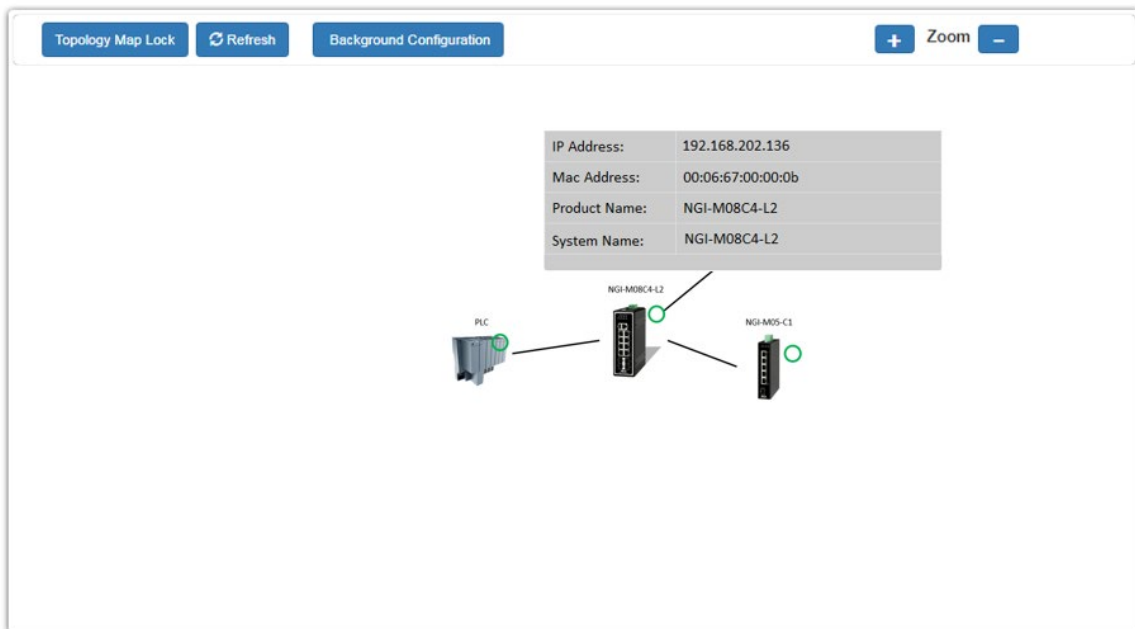 Topology Map Lock Refresh Background Configuration + Zoom −
IP Address: 192.168.202.136
Mac Address: 00:06:67:00:00:0b
Product Name: NGI-M08C4-L2
System Name: NGI-M08C4-L2
NGI-M08C4-L2
PLC
NGI-M05-C1